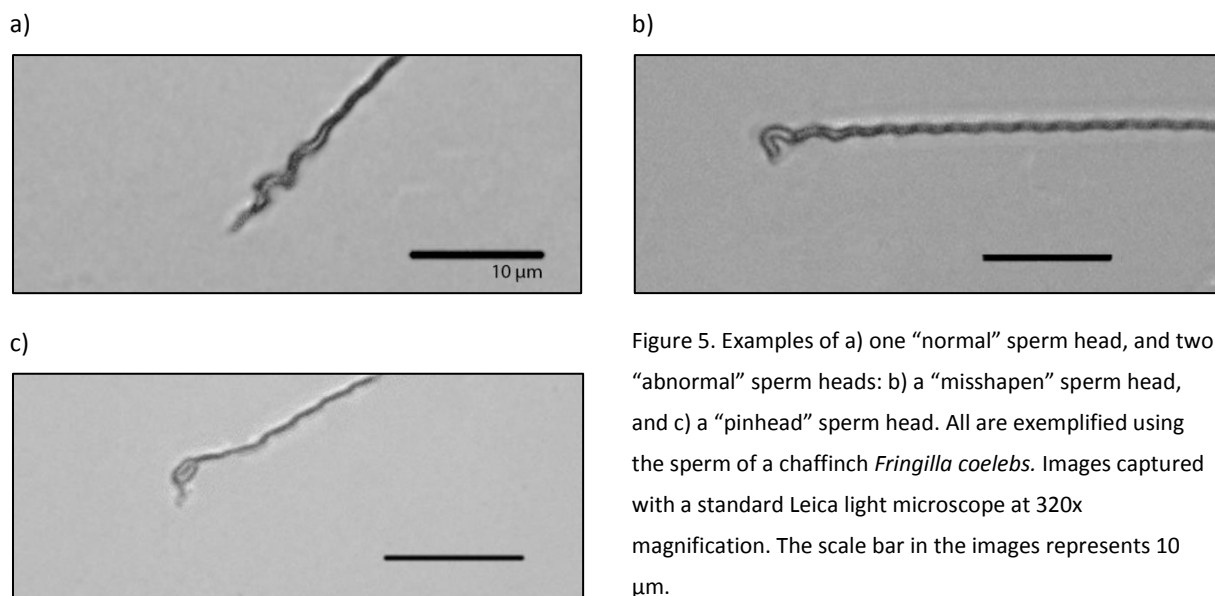 a)
b)
10 µm
c)
Figure 5. Examples of a) one “normal” sperm head, and two
“abnormal” sperm heads: b) a “misshapen” sperm head,
and c) a “pinhead” sperm head. All are exemplified using
the sperm of a chaffinch Fringilla coelebs. Images captured
with a standard Leica light microscope at 320x
magnification. The scale bar in the images represents 10
µm.